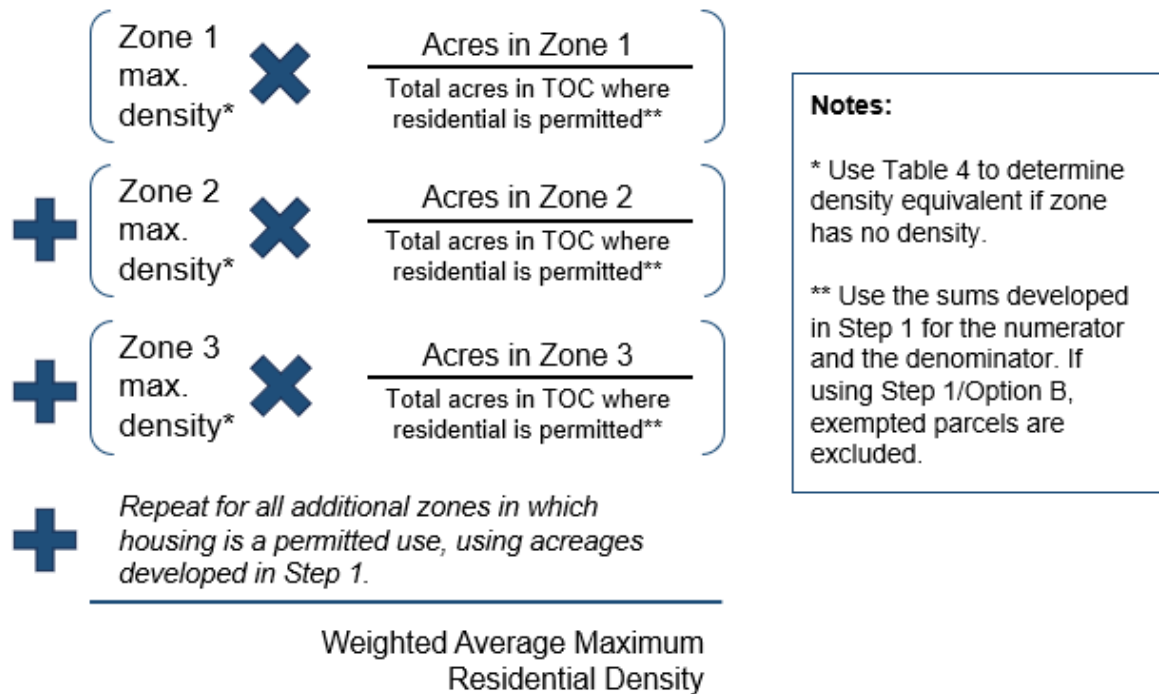 Zone 1
max.
density*
Acres in Zone 1
Total acres in TOC where
residential is permitted**
Zone 2
max.
density*
Acres in Zone 2
Total acres in TOC where
residential is permitted**
Zone 3
max.
density*
Acres in Zone 3
Total acres in TOC where
residential is permitted**
Repeat for all additional zones in which
housing is a permitted use, using acreages
developed in Step 1.
Weighted Average Maximum
Residential Density
Notes:
* Use Table 4 to determine
density equivalent if zone
has no density.
** Use the sums developed
in Step 1 for the numerator
and the denominator. If
using Step 1/Option B,
exempted parcels are
excluded.